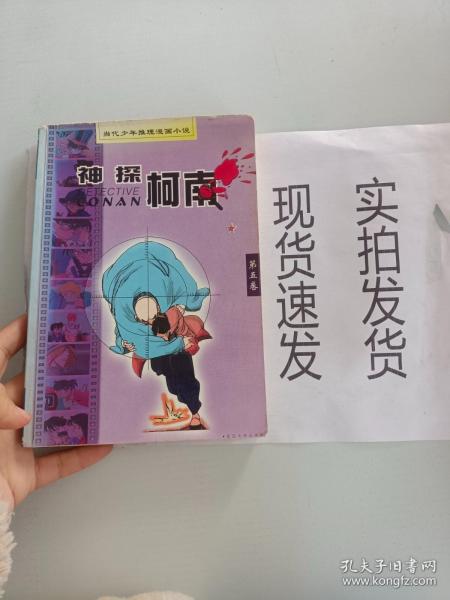 当代少年推理漫画小说
神探
柯南
DETECTIVE
CONAN
第五卷
实拍发货
现货速发
孔夫子旧书网
www.kongfz.com